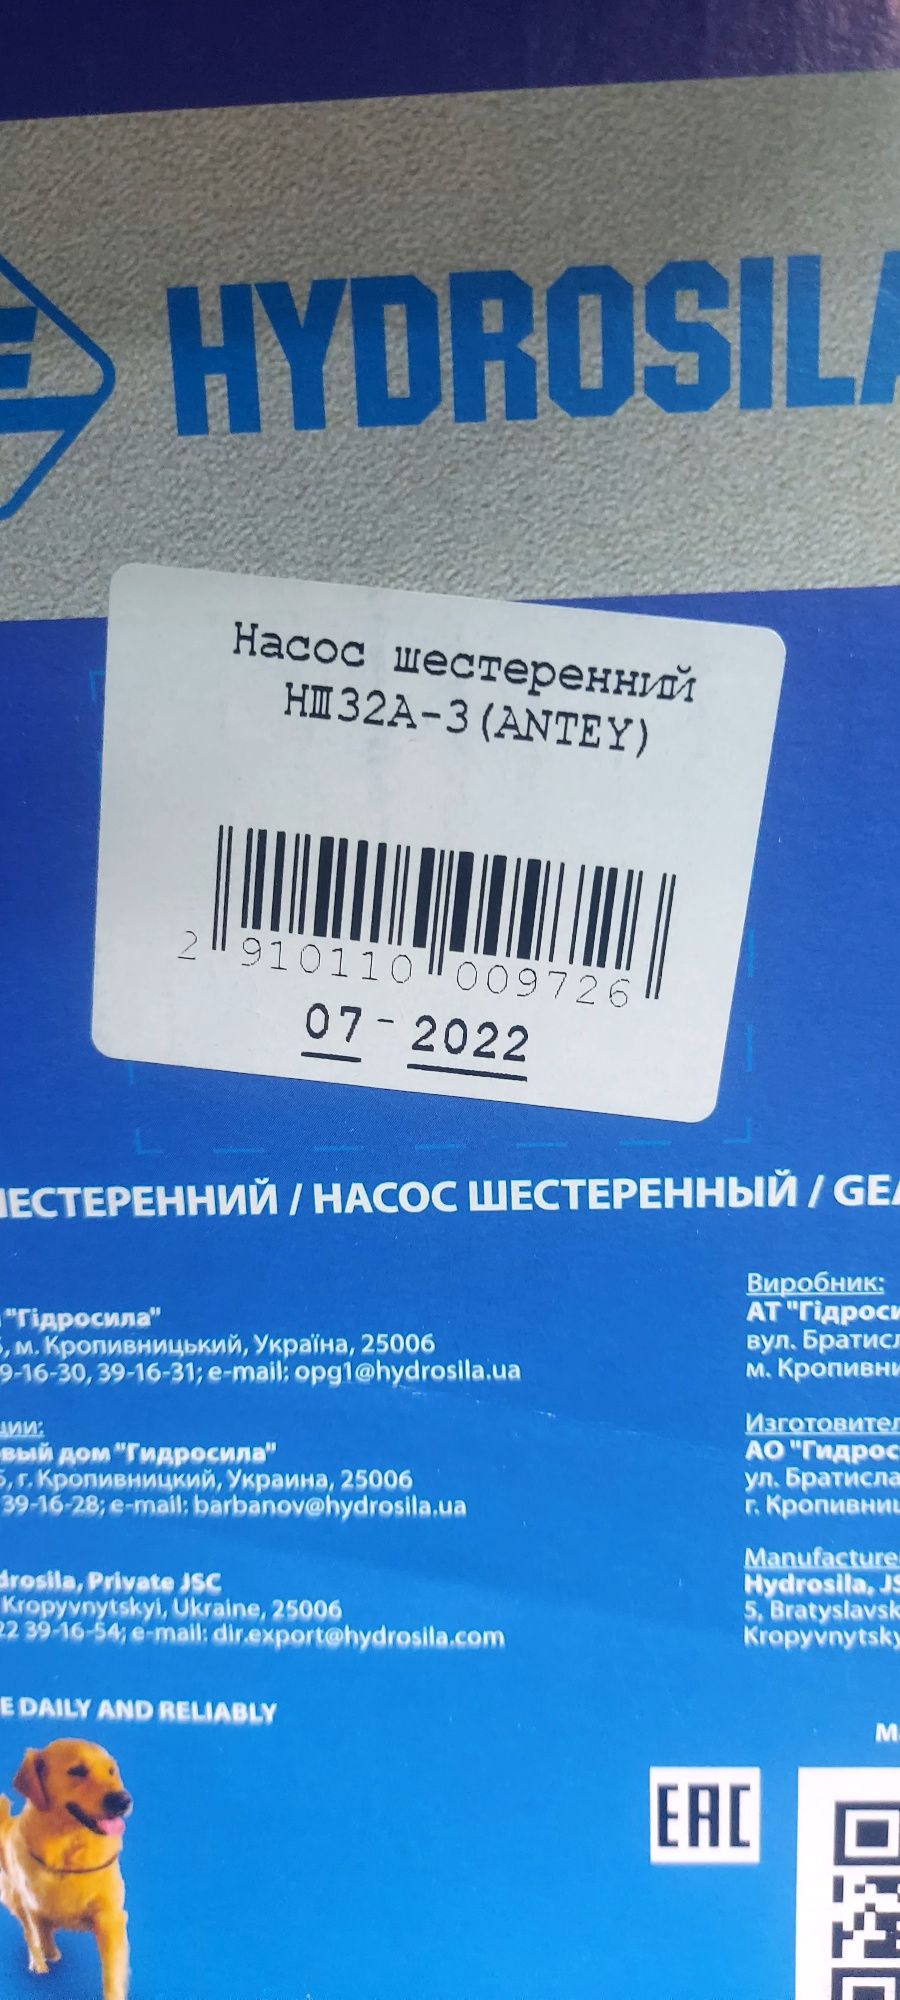 HYDROSILA
Насос шестеренний
НШ32А-3(ANTEY)
2 910110 009726
07-2022
ЕСТЕРЕННИЙ / НАСОС ШЕСТЕРЕННЫЙ / GEA
"Гідросила"
, м. Кропивницький, Україна, 25006
9-16-30, 39-16-31; e-mail: opg1@hydrosila.ua
ции:
вый дом "Гидросила"
, г. Кропивницкий, Украина, 25006
39-16-28; e-mail: barbanov@hydrosila.ua
drosila, Private JSC
Kropyvnytskyi, Ukraine, 25006
22 39-16-54; e-mail: dir.export@hydrosila.com
Виробник:
АТ "Гідроси
вул. Братисл
м. Кропивни
Изготовител
АО "Гидрос
ул. Братисла
г. Кропивниц
Manufacture
Hydrosila, JS
5, Bratyslavsk
Kropyvnytsky
E DAILY AND RELIABLY
M
EAC